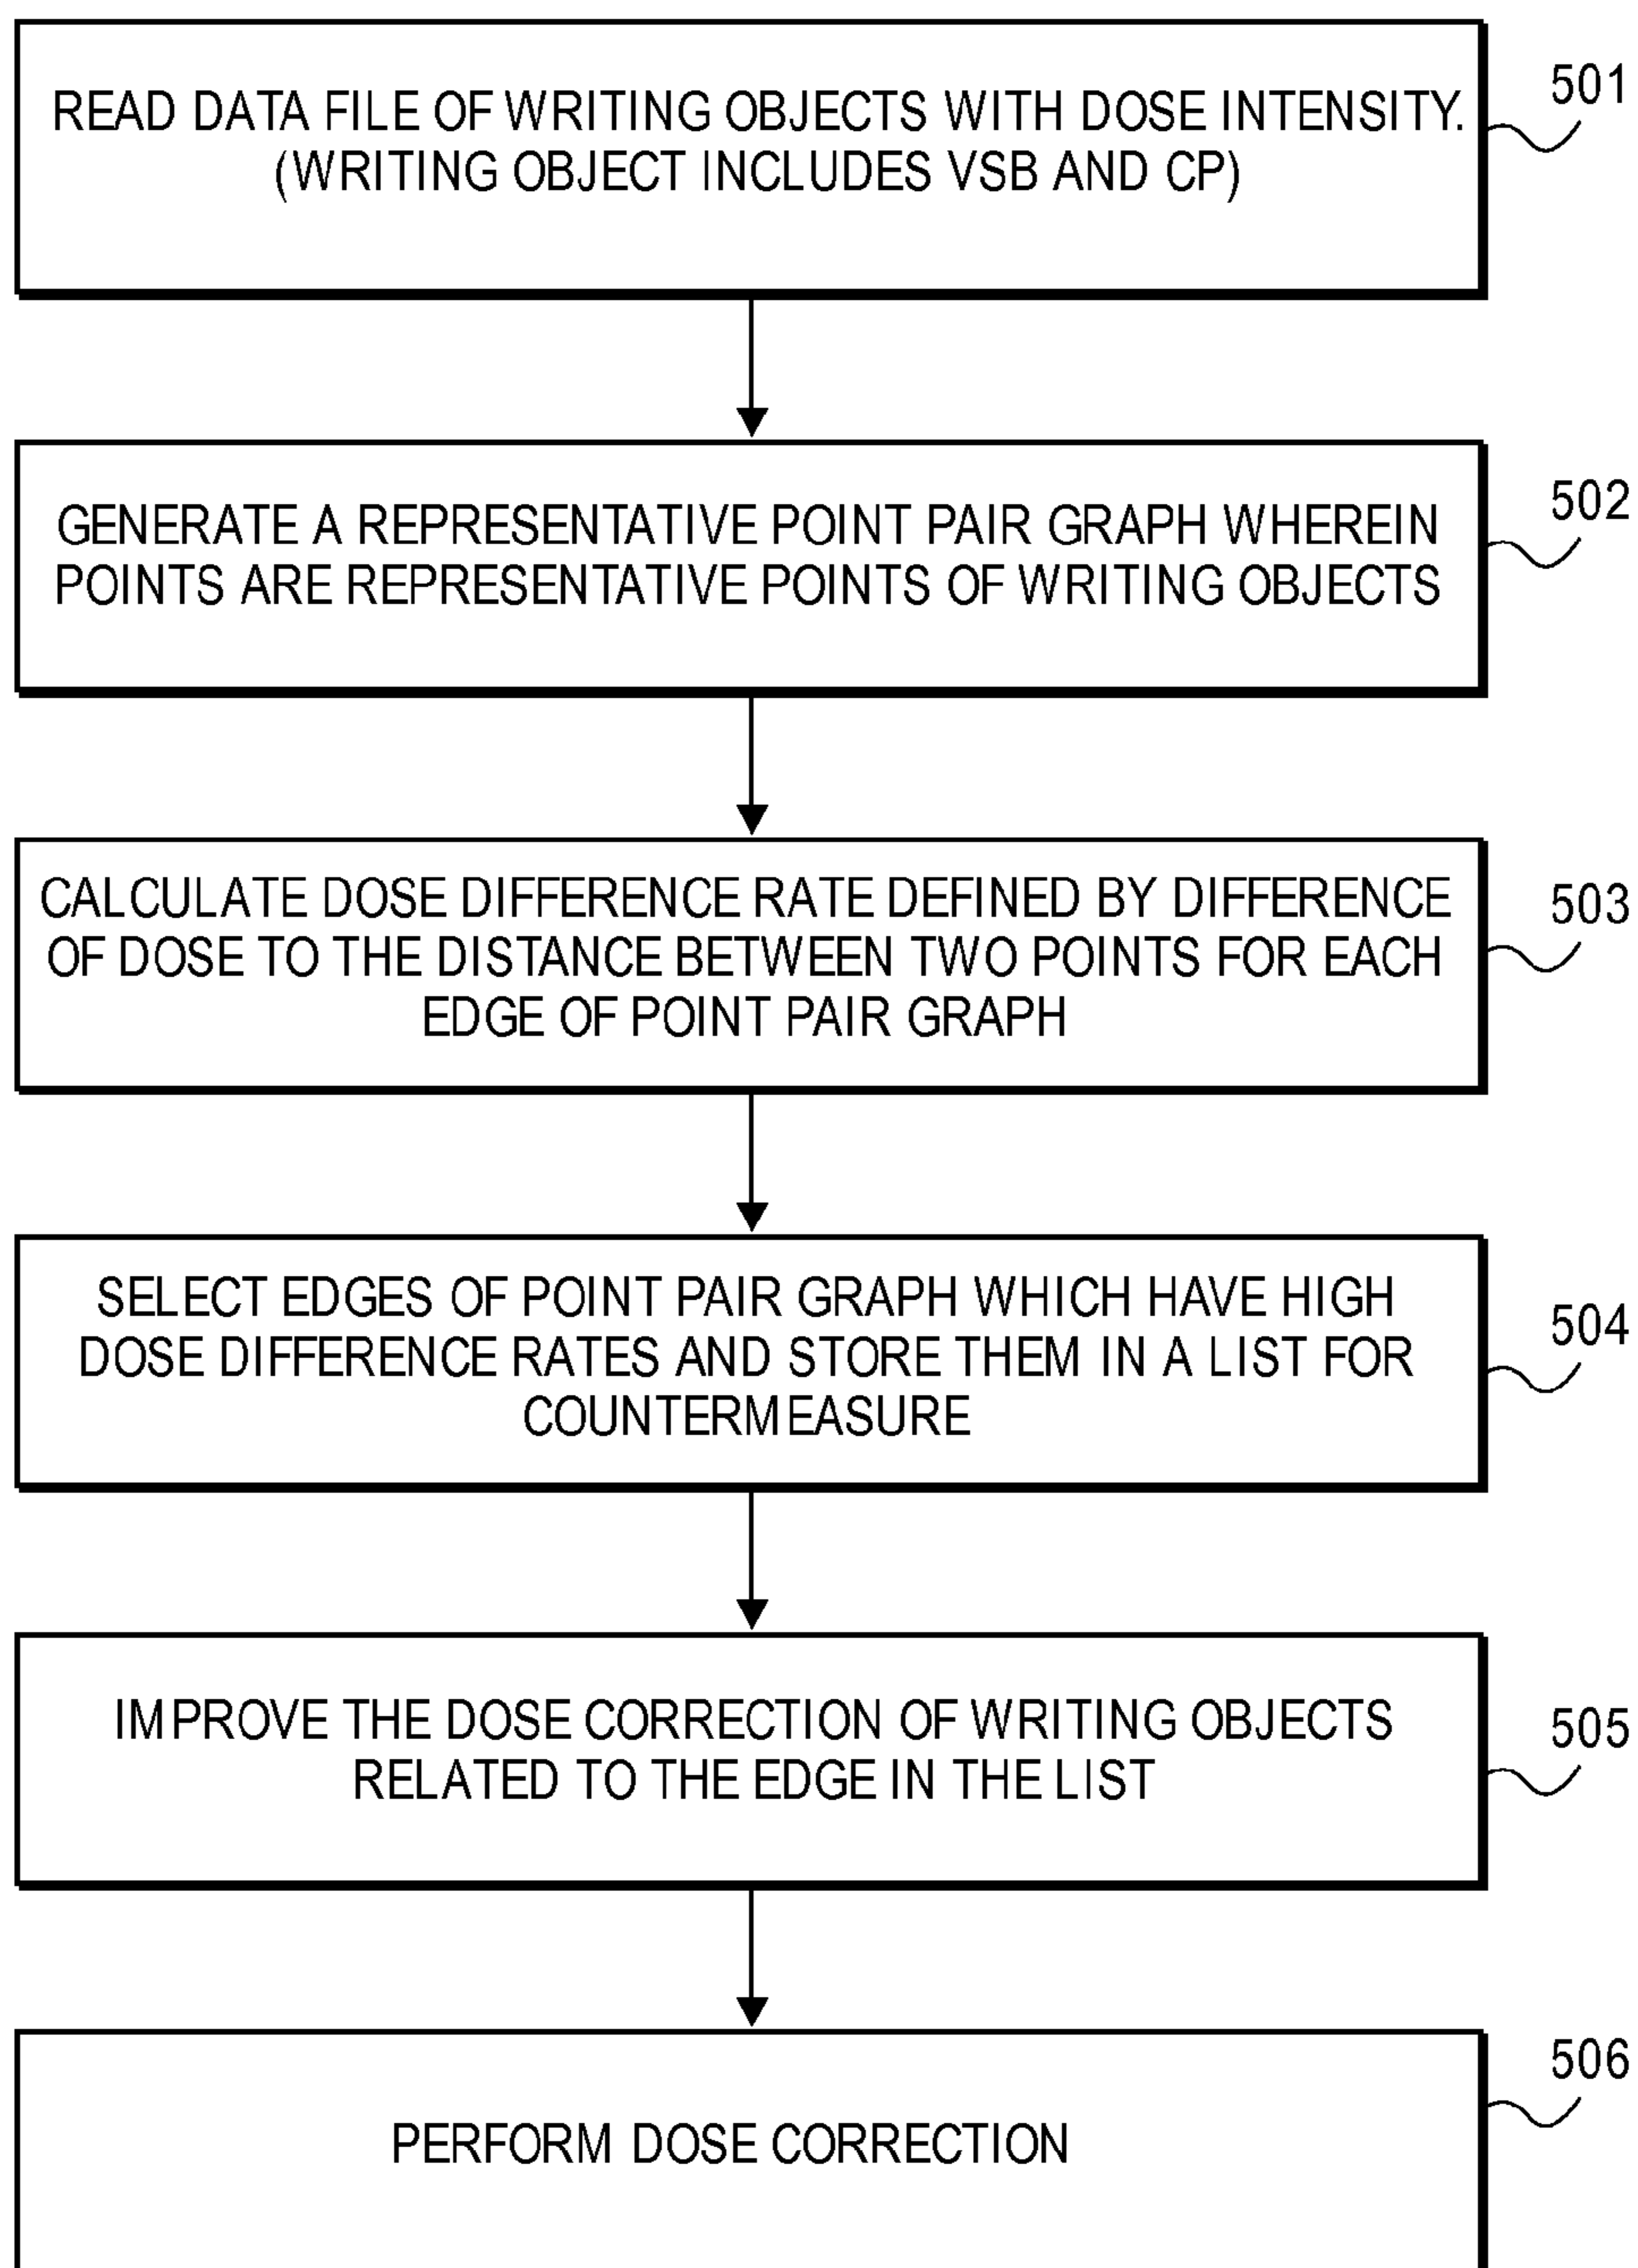 READ DATA FILE OF WRITING OBJECTS WITH DOSE INTENSITY.
(WRITING OBJECT INCLUDES VSB AND CP)
501
GENERATE A REPRESENTATIVE POINT PAIR GRAPH WHEREIN
POINTS ARE REPRESENTATIVE POINTS OF WRITING OBJECTS
502
CALCULATE DOSE DIFFERENCE RATE DEFINED BY DIFFERENCE
OF DOSE TO THE DISTANCE BETWEEN TWO POINTS FOR EACH
EDGE OF POINT PAIR GRAPH
503
SELECT EDGES OF POINT PAIR GRAPH WHICH HAVE HIGH
DOSE DIFFERENCE RATES AND STORE THEM IN A LIST FOR
COUNTERMEASURE
504
IMPROVE THE DOSE CORRECTION OF WRITING OBJECTS
RELATED TO THE EDGE IN THE LIST
505
PERFORM DOSE CORRECTION
506